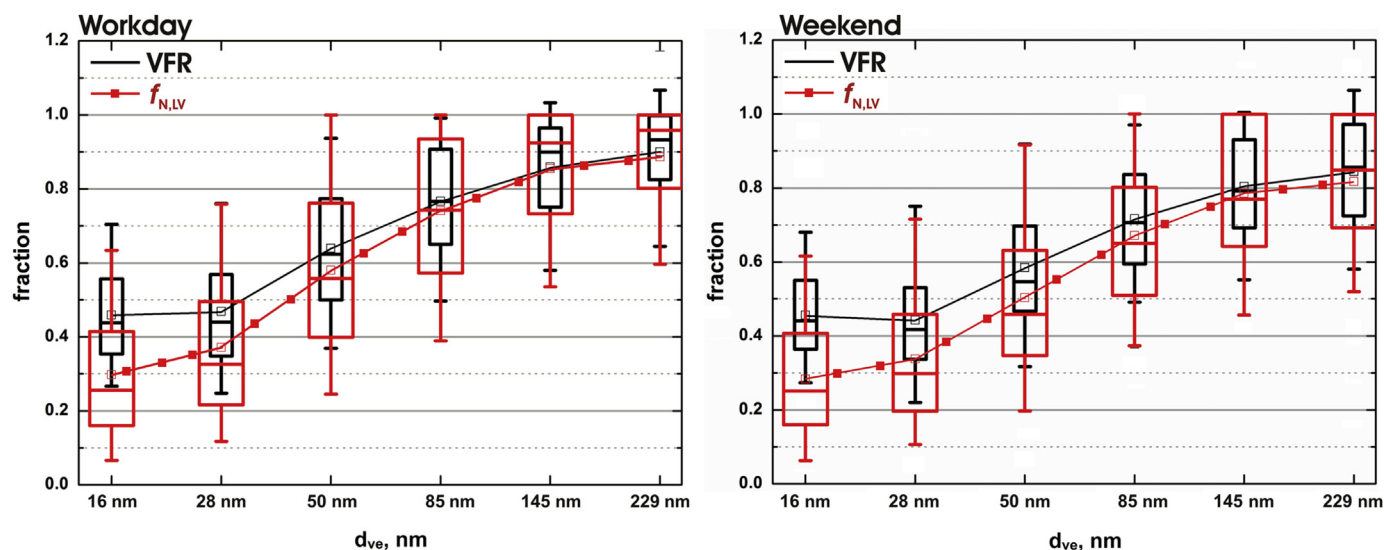 Workday
1.2
1.0
0.8
0.6
0.4
0.2
0.0
fraction
VFR
fN,LV
16 nm 28 nm 50 nm 85 nm 145 nm 229 nm
dve, nm
Weekend
1.2
1.0
0.8
0.6
0.4
0.2
0.0
fraction
VFR
fN,LV
16 nm 28 nm 50 nm 85 nm 145 nm 229 nm
dve, nm